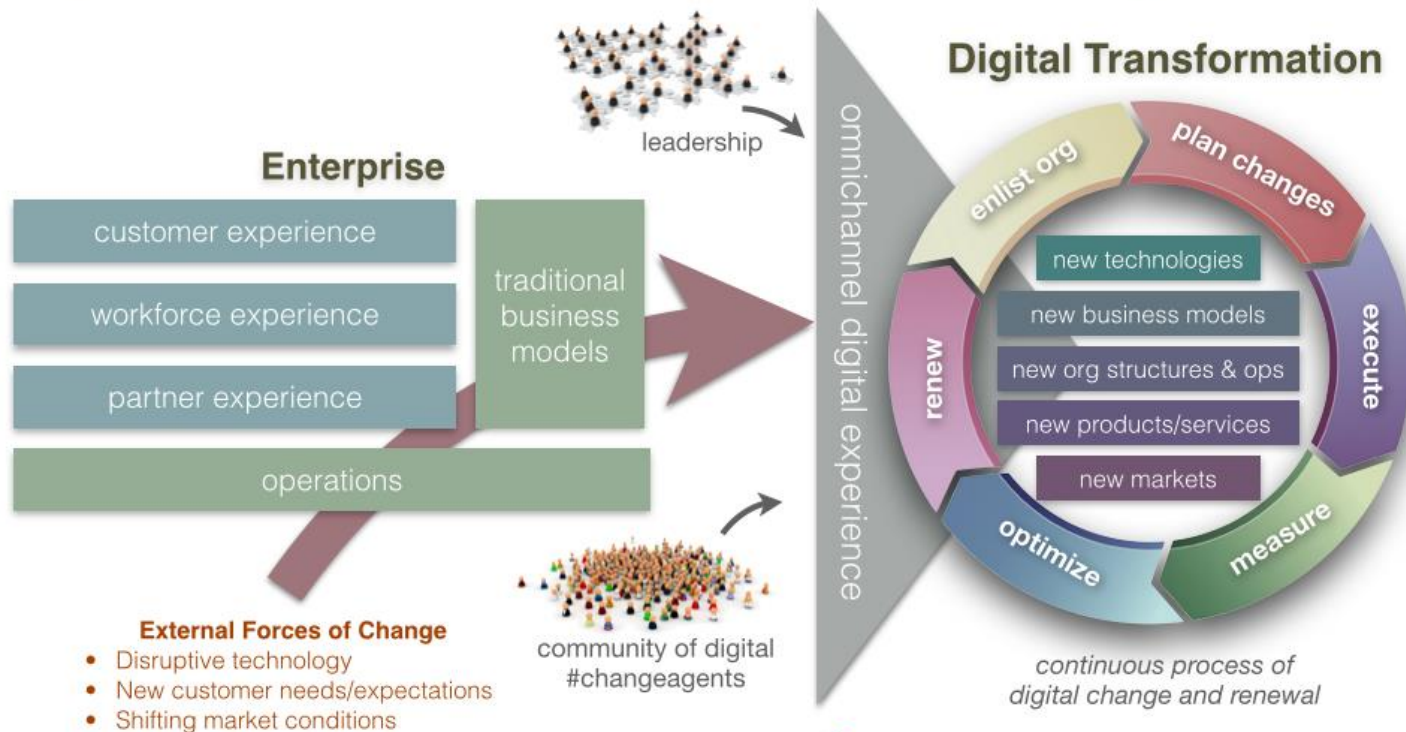 Enterprise
customer experience
workforce experience
partner experience
traditional
business
models
operations
External Forces of Change
• Disruptive technology
• New customer needs/expectations
• Shifting market conditions
leadership
community of digital
#changeagents
omnichannel digital experience
Digital Transformation
enlist org
plan changes
execute
measure
optimize
renew
new technologies
new business models
new org structures & ops
new products/services
new markets
continuous process of
digital change and renewal